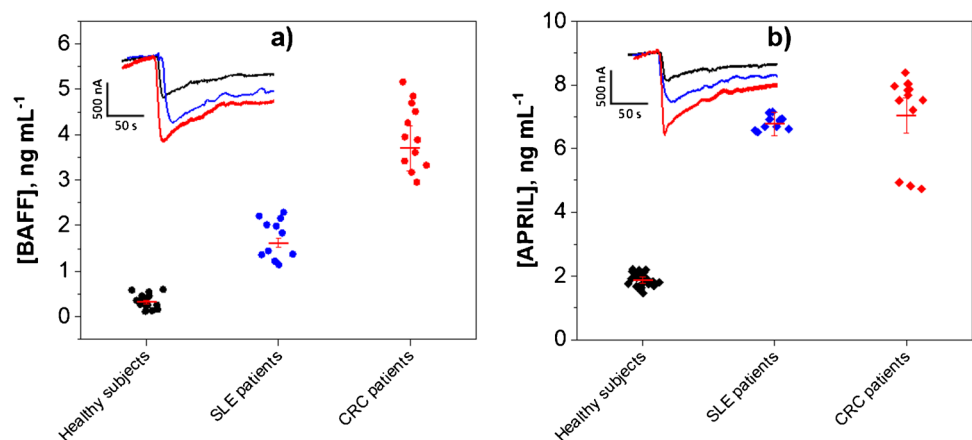 a)
[BAFF], ng mL⁻¹
6
5
4
3
2
1
0
500 nA
50 s
Healthy subjects
SLE patients
CRC patients
b)
[APRIL], ng mL⁻¹
10
8
6
4
2
0
500 nA
50 s
Healthy subjects
SLE patients
CRC patients